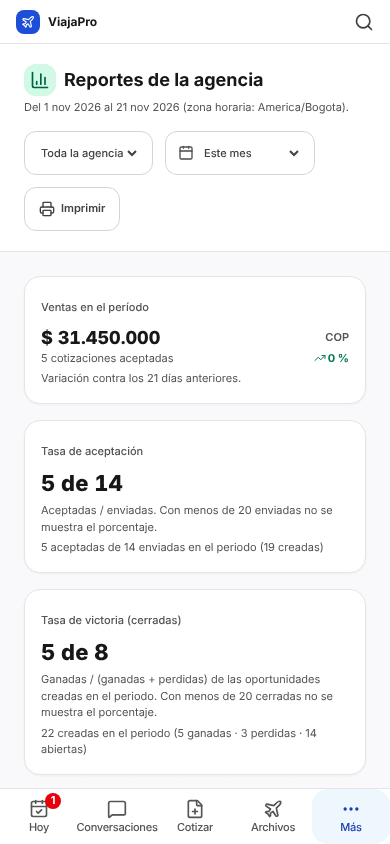 ViajaPro
Reportes de la agencia
Del 1 nov 2026 al 21 nov 2026 (zona horaria: America/Bogota).
Toda la agencia
Este mes
Imprimir
Ventas en el período
$ 31.450.000
COP
5 cotizaciones aceptadas
0 %
Variación contra los 21 días anteriores.
Tasa de aceptación
5 de 14
Aceptadas / enviadas. Con menos de 20 enviadas no se
muestra el porcentaje.
5 aceptadas de 14 enviadas en el periodo (19 creadas)
Tasa de victoria (cerradas)
5 de 8
Ganadas / (ganadas + perdidas) de las oportunidades
creadas en el periodo. Con menos de 20 cerradas no se
muestra el porcentaje.
22 creadas en el periodo (5 ganadas · 3 perdidas · 14
abiertas)
1
Hoy
Conversaciones
Cotizar
Archivos
Más